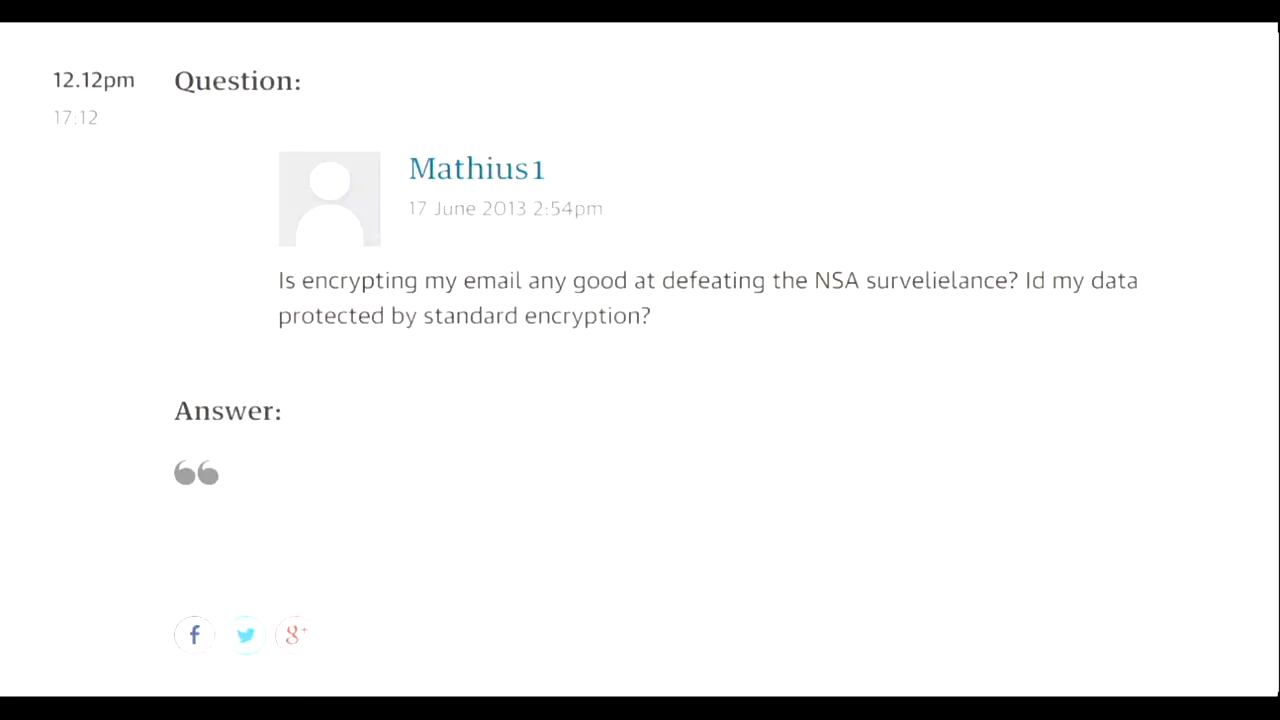 12.12pm
17:12
Question:
Mathius1
17 June 2013 2:54pm
Is encrypting my email any good at defeating the NSA survelielance? Id my data
protected by standard encryption?
Answer:
❝
f
g+